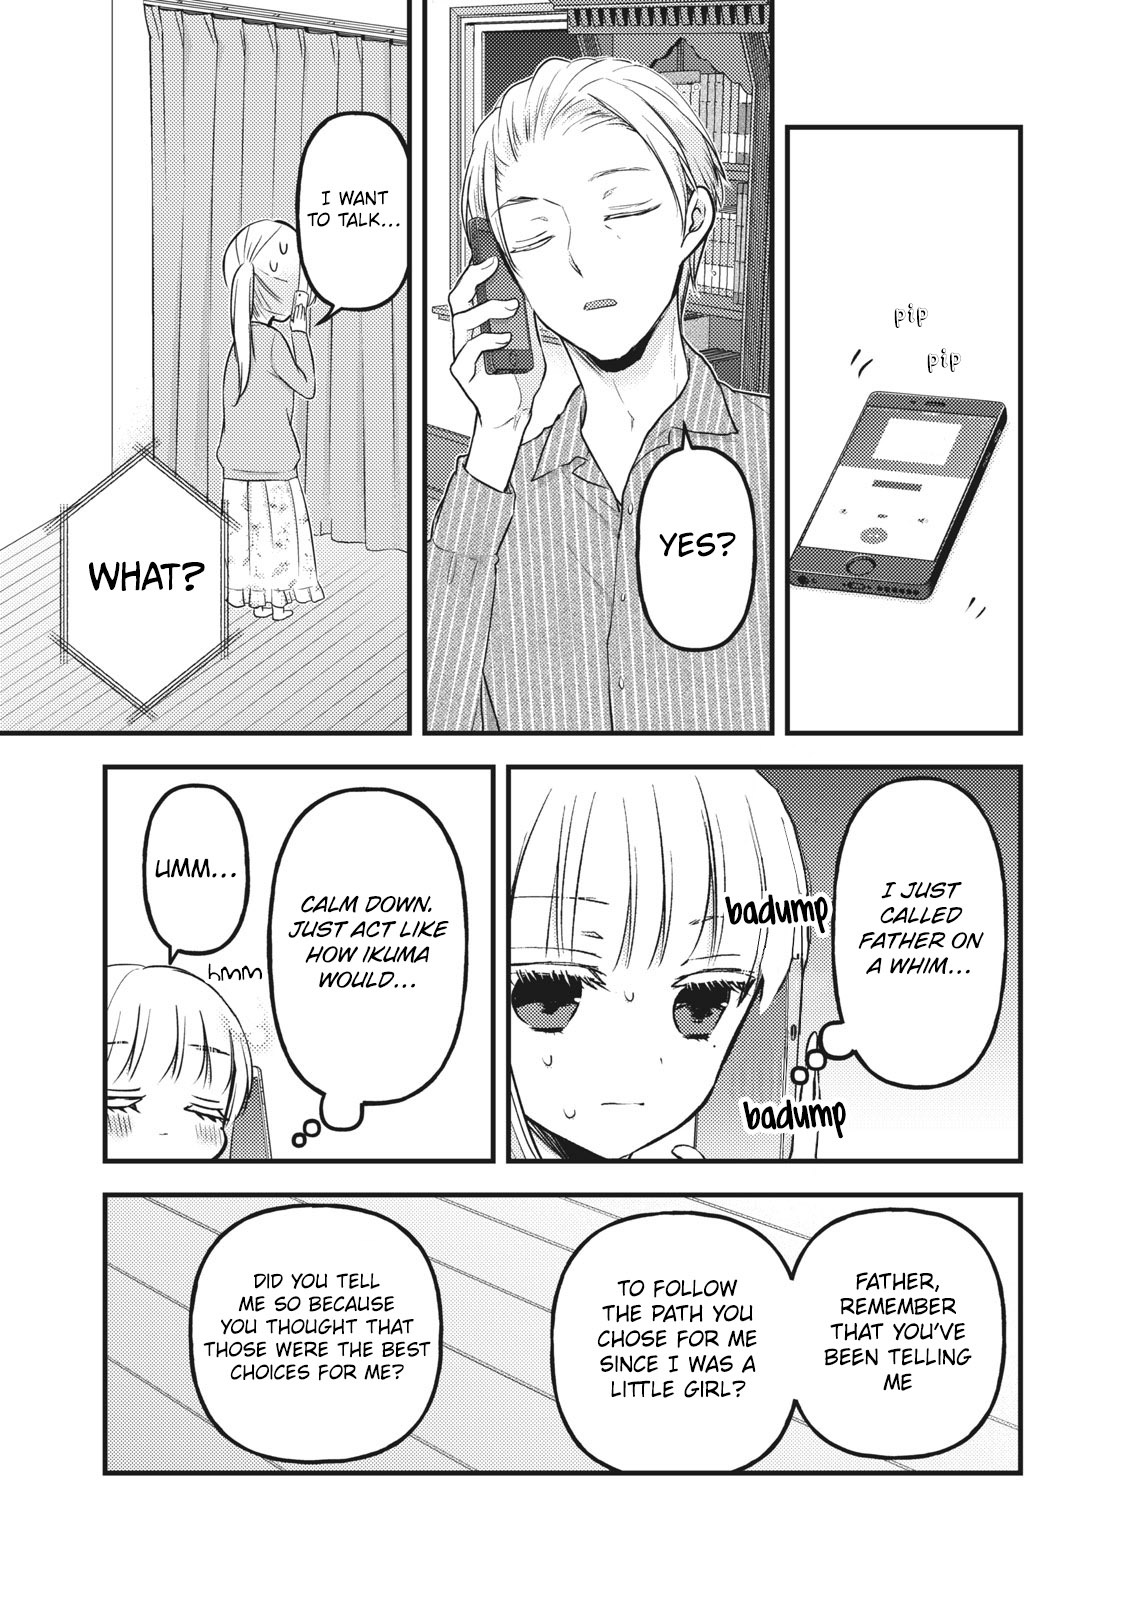 pip
pip
YES?
I WANT
TO TALK...
WHAT?
I JUST
CALLED
FATHER ON
A WHIM...
badump
badump
CALM DOWN.
JUST ACT LIKE
HOW IKUMA
WOULD...
UMM...
hmm
FATHER,
REMEMBER
THAT YOU'VE
BEEN TELLING
ME
TO FOLLOW
THE PATH YOU
CHOSE FOR ME
SINCE I WAS A
LITTLE GIRL?
DID YOU TELL
ME SO BECAUSE
YOU THOUGHT THAT
THOSE WERE THE BEST
CHOICES FOR ME?